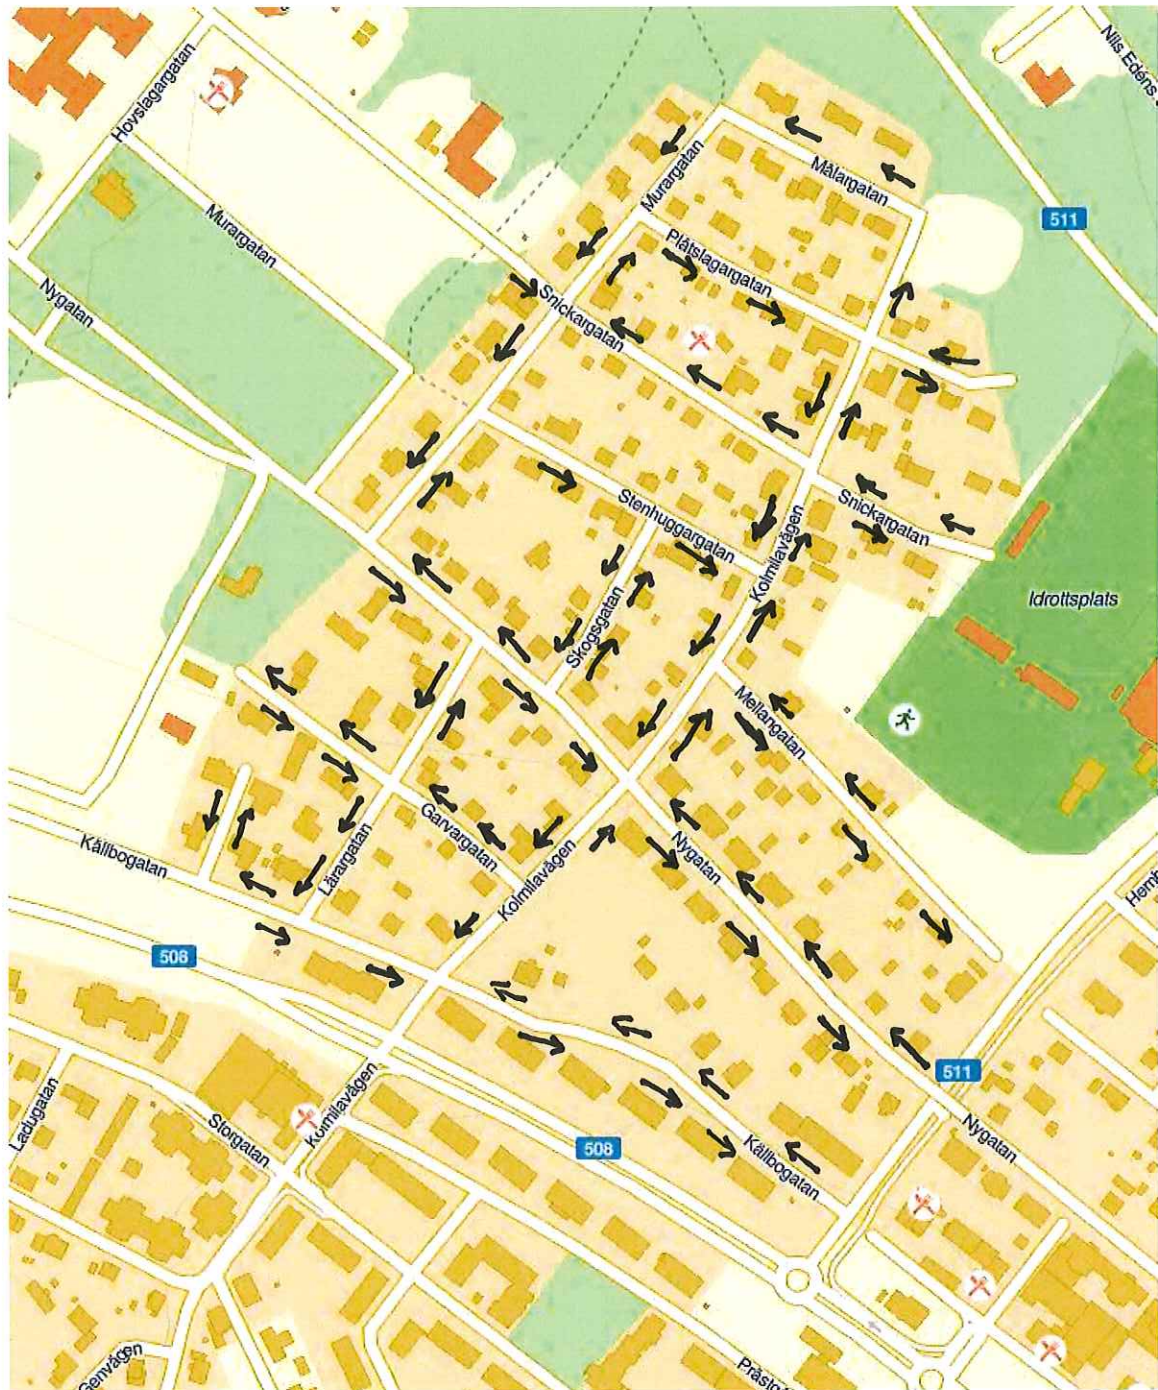 Hovslagargatan
Nils Edéns
Murargatan
Målargatan
511
Murargatan
Plåtslagargatan
Nygatan
Snickargatan
Stenhuggargatan
Snickargatan
Kolmilavägen
Idrottsplats
Skogsgatan
Mellangatan
Garvargatan
Nygatan
Källbogatan
Lärargatan
Kolmilavägen
508
511
Ladugatan
Kolmilavägen
Storgatan
508
Källbogatan
Nygatan
Genvägen